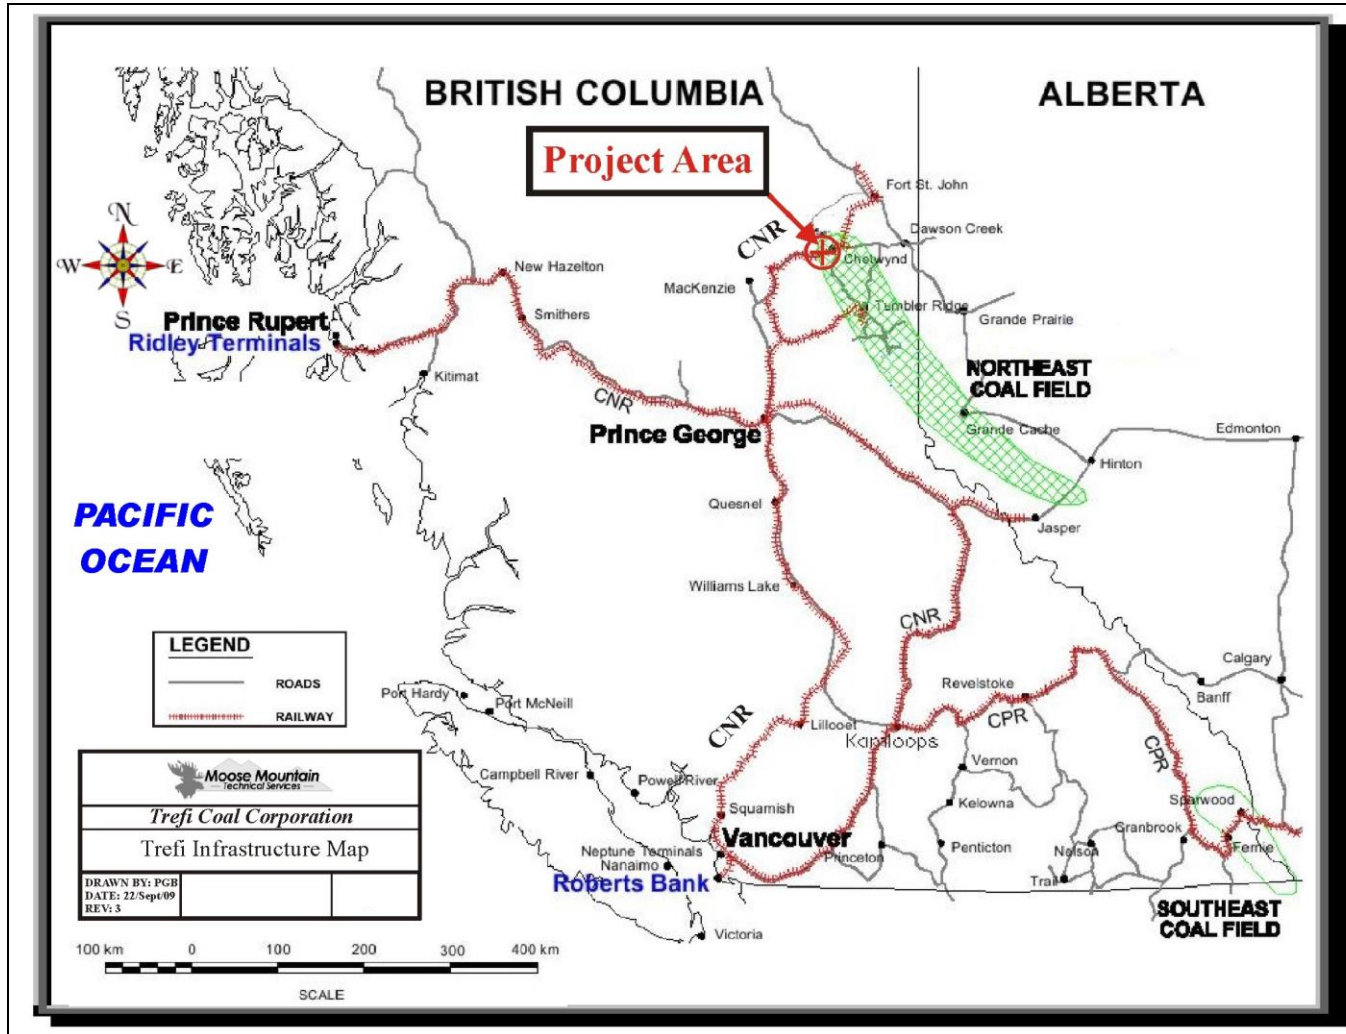 BRITISH COLUMBIA
ALBERTA
Project Area
Fort St. John
CNR
Dawson Creek
Chetwynd
N
W E
S
New Hazelton
MacKenzie
Tumbler Ridge
Prince Rupert
Ridley Terminals
Smithers
Grande Prairie
Kitimat
NORTHEAST
COAL FIELD
CNR
Prince George
Grande Cache
Edmonton
Hinton
PACIFIC
OCEAN
Quesnel
Jasper
Williams Lake
CNR
LEGEND
ROADS
RAILWAY
Port Hardy
Port McNeill
Revelstoke
Calgary
Banff
CNR
Lillooet
Kamloops
CPR
CPR
Moose Mountain
Technical Services
Campbell River
Powell River
Vernon
Trefi Coal Corporation
Squamish
Kelowna
Sparwood
Trefi Infrastructure Map
Vancouver
Cranbrook
Neptune Terminals
Nanaimo
Princeton
Penticton
Nelson
Fernie
Roberts Bank
Trail
DRAWN BY: PGB
DATE: 22/Sept/09
REV: 3
SOUTHEAST
COAL FIELD
Victoria
100 km 0 100 200 300 400 km
SCALE